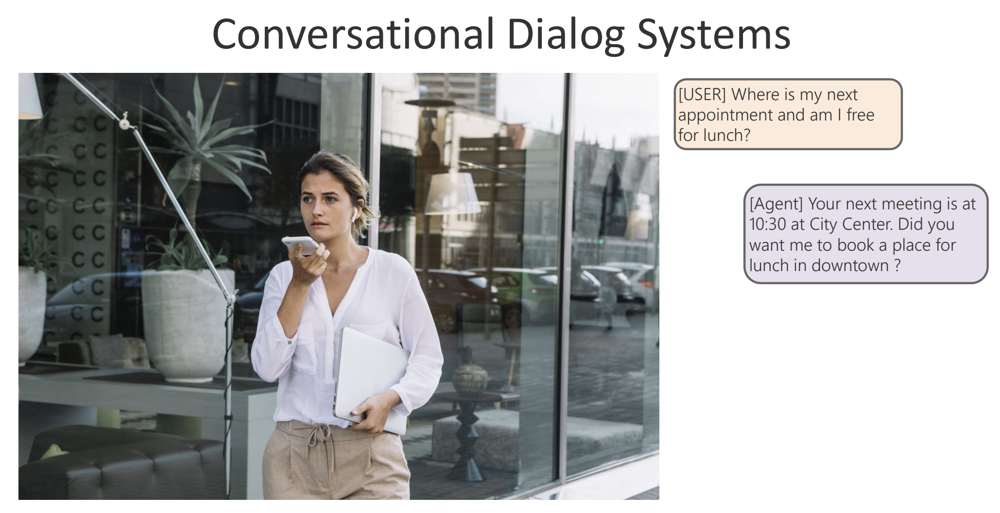 Conversational Dialog Systems
[USER] Where is my next
appointment and am I free
for lunch?
[Agent] Your next meeting is at
10:30 at City Center. Did you
want me to book a place for
lunch in downtown ?
C C C
C C C
C C C
C C C
C C C
C C C
C C C
C C C
C C C
C C C